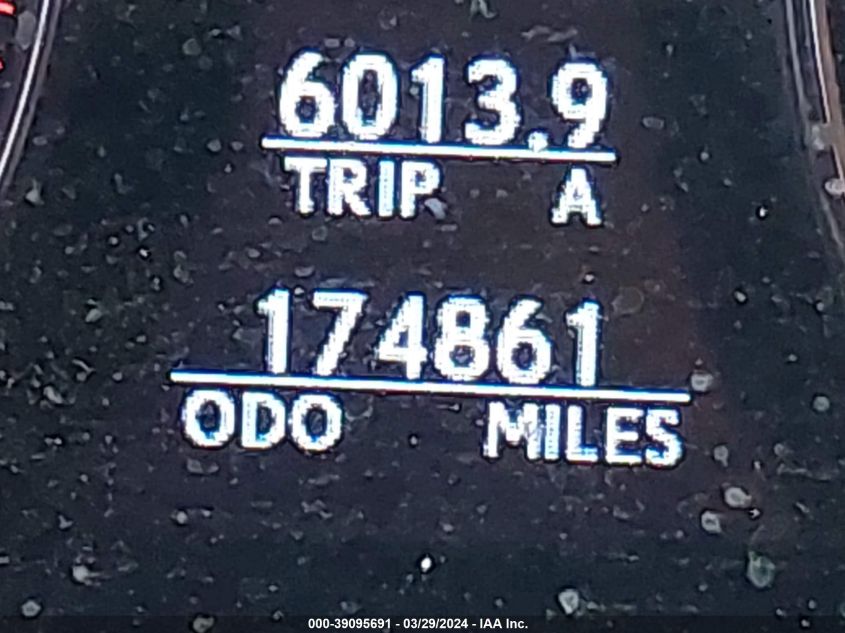 6013.9
TRIP A
174861
ODO MILES
000-39095691 - 03/29/2024 - IAA Inc.